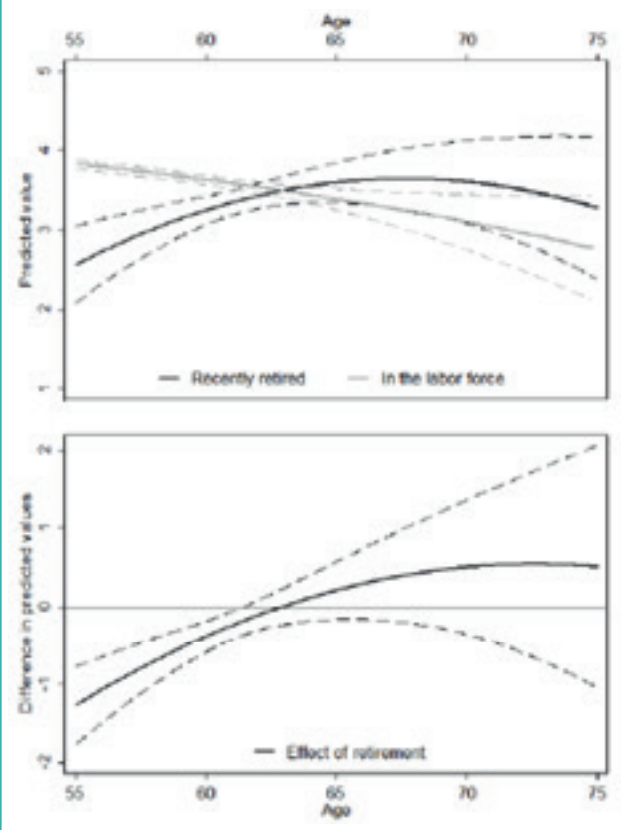 Age
55 60 65 70 75
5
4
3
2
1
Predicted value
Recently retired In the labor force
2
1
0
-1
-2
Difference in predicted values
Effect of retirement
55 60 65 70 75
Age